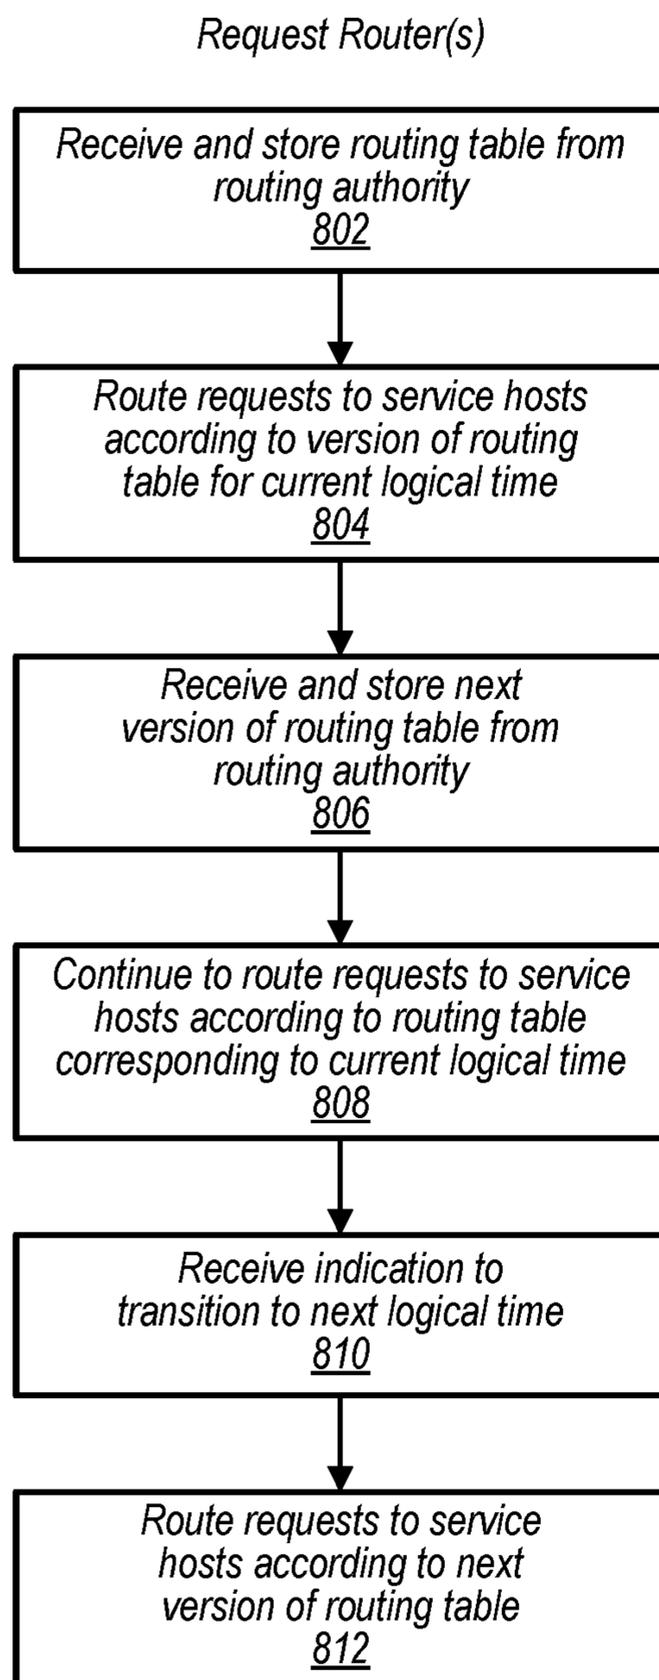 Request Router(s)
Receive and store routing table from
routing authority
802
Route requests to service hosts
according to version of routing
table for current logical time
804
Receive and store next
version of routing table from
routing authority
806
Continue to route requests to service
hosts according to routing table
corresponding to current logical time
808
Receive indication to
transition to next logical time
810
Route requests to service
hosts according to next
version of routing table
812